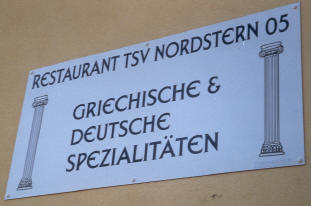 RESTAURANT TSV NORDSTERN 05
GRIECHISCHE &
DEUTSCHE
SPEZIALITÄTEN